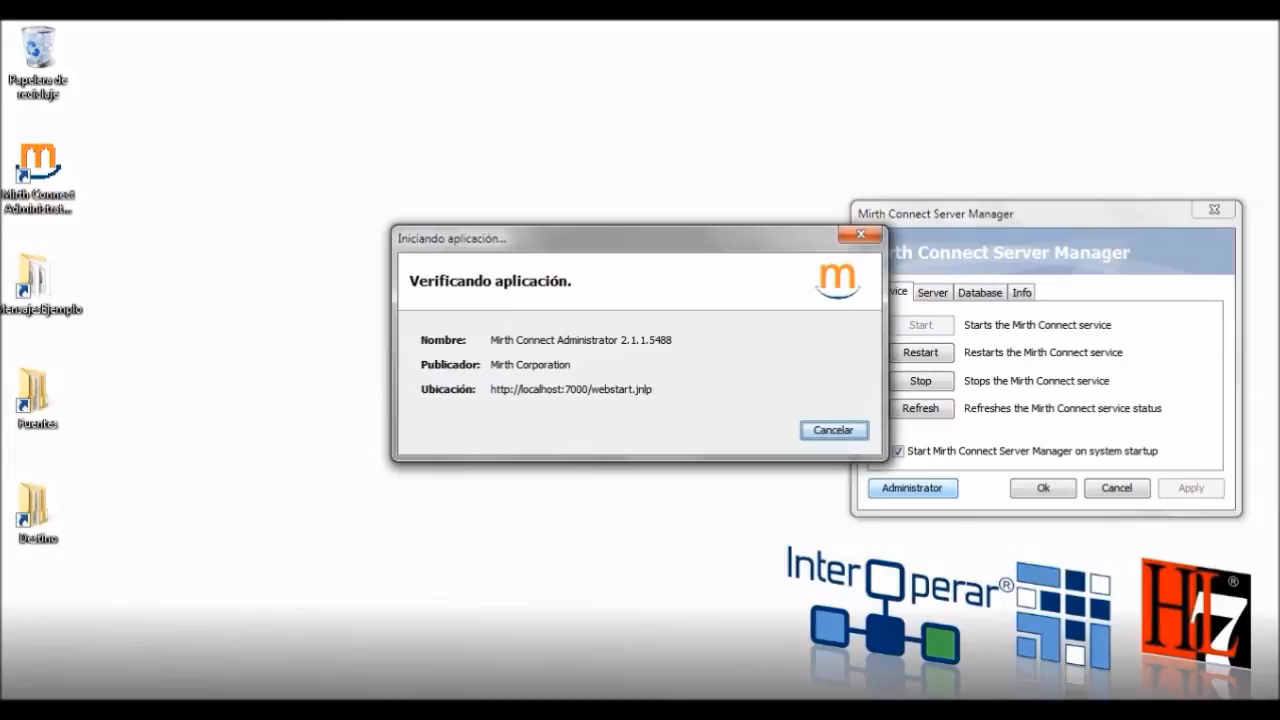 Papelera de
reciclaje
Mirth Connect
Administrat...
MensajesEjemplo
Fuentes
Destino
Iniciando aplicación...
Verificando aplicación.
Nombre: Mirth Connect Administrator 2.1.1.5488
Publicador: Mirth Corporation
Ubicación: http://localhost:7000/webstart.jnlp
Cancelar
Mirth Connect Server Manager
rth Connect Server Manager
vice Server Database Info
Start Starts the Mirth Connect service
Restart Restarts the Mirth Connect service
Stop Stops the Mirth Connect service
Refresh Refreshes the Mirth Connect service status
Start Mirth Connect Server Manager on system startup
Administrator Ok Cancel Apply
InterOperar®
HL7®